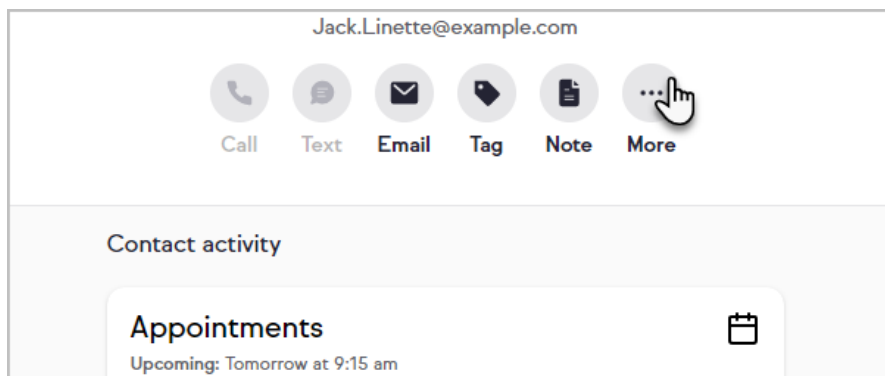 Jack.Linette@example.com
Call Text Email Tag Note More
Contact activity
Appointments
Upcoming: Tomorrow at 9:15 am